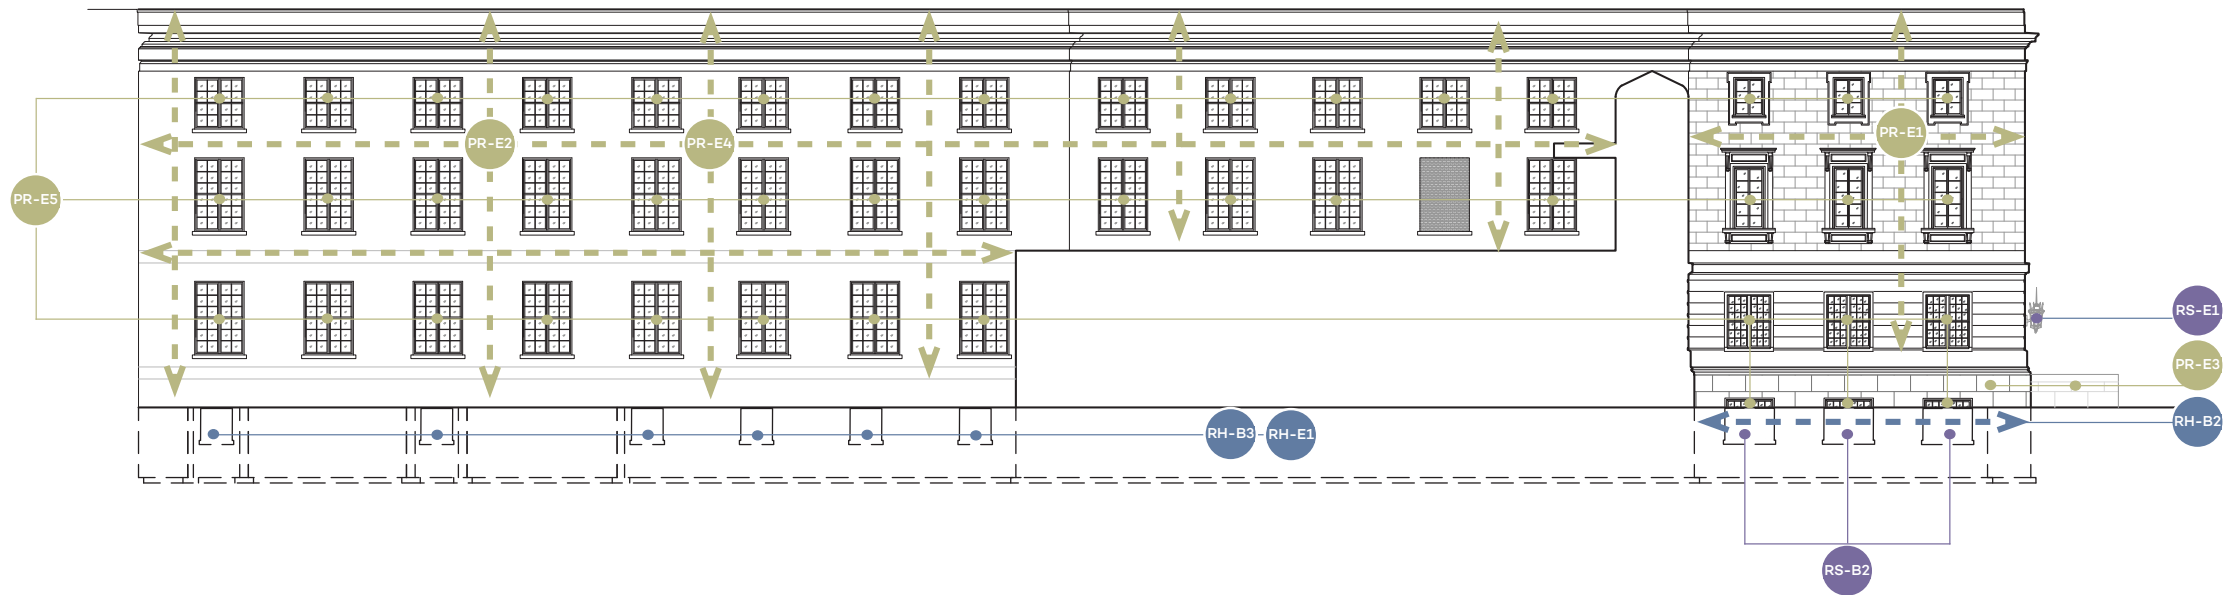 PR-E1
PR-E2
PR-E4
PR-E5
RS-E1
PR-E3
RH-B2
RH-B3
RH-E1
RS-B2